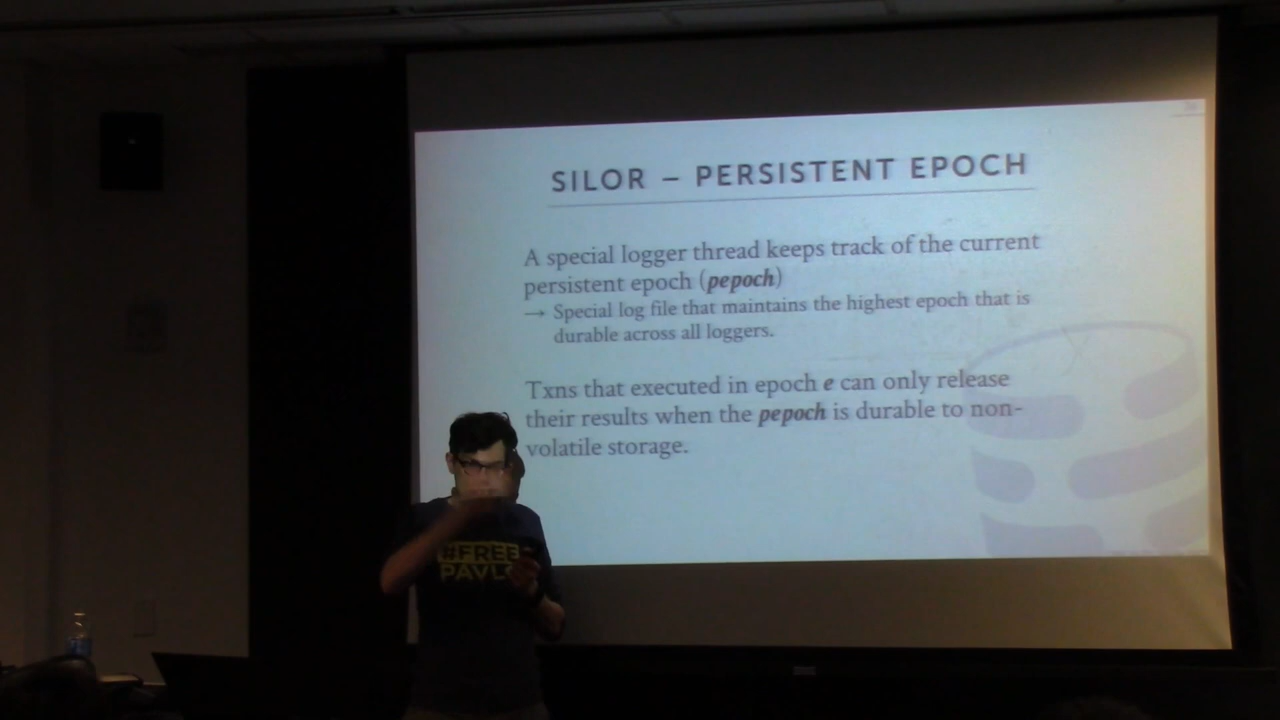 SILOR – PERSISTENT EPOCH
A special logger thread keeps track of the current
persistent epoch (pepoch)
→ Special log file that maintains the highest epoch that is
durable across all loggers.
Txns that executed in epoch e can only release
their results when the pepoch is durable to non-
volatile storage.
#FREE